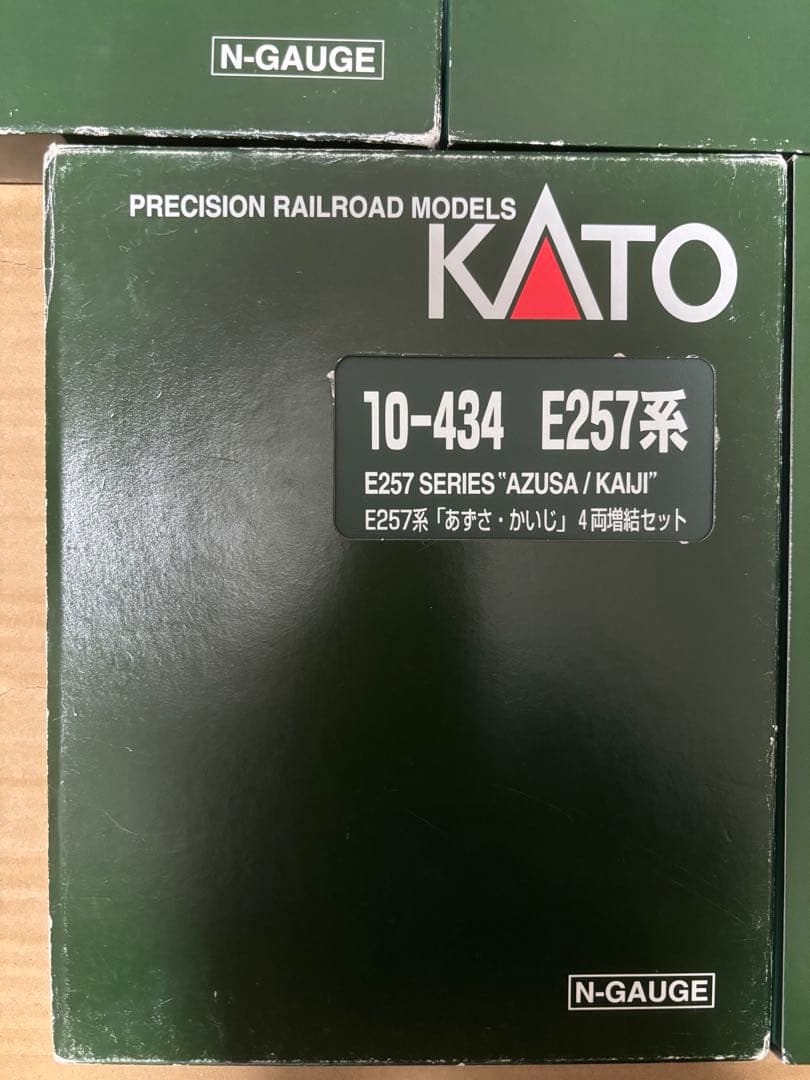 N-GAUGE
PRECISION RAILROAD MODELS
KATO
10-434 E257系
E257 SERIES "AZUSA / KAIJI"
E257系「あずさ・かいじ」4両増結セット
N-GAUGE